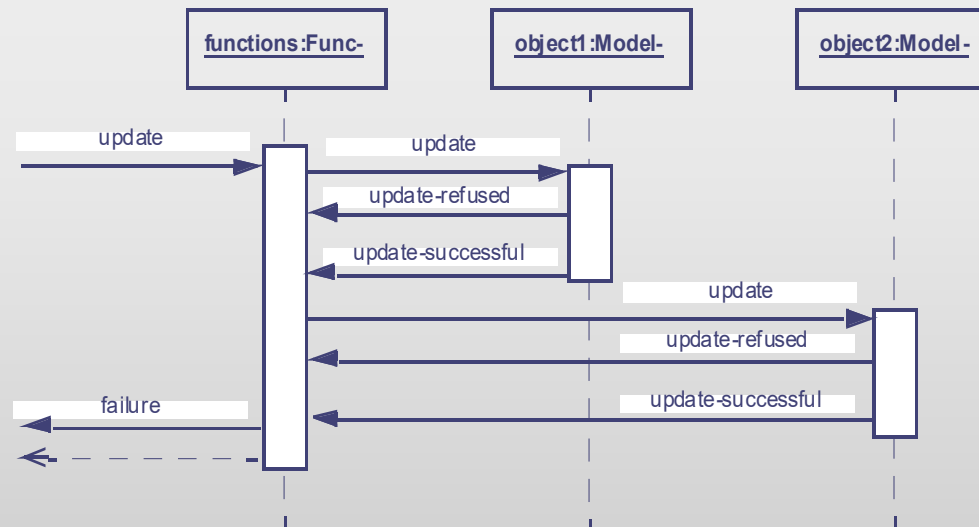 functions:Func-
object1:Model-
object2:Model-
update
update
update-refused
update-successful
update
update-refused
update-successful
failure